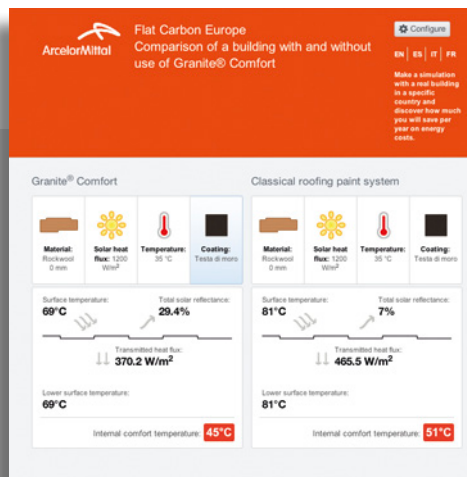 ArcelorMittal
Flat Carbon Europe
Comparison of a building with and without
use of Granite® Comfort
Configure
EN | ES | IT | FR
Make a simulation
with a real building
in a specific
country and
discover how much
you will save per
year on energy
costs.
Granite® Comfort
Material:
Rockwool
0 mm
Solar heat
flux: 1200
W/m²
Temperature:
35 °C
Coating:
Testa di moro
Surface temperature:
69°C
Total solar reflectance:
29.4%
Transmitted heat flux:
370.2 W/m²
Lower surface temperature:
69°C
Internal comfort temperature: 45°C
Classical roofing paint system
Material:
Rockwool
0 mm
Solar heat
flux: 1200
W/m²
Temperature:
35 °C
Coating:
Testa di moro
Surface temperature:
81°C
Total solar reflectance:
7%
Transmitted heat flux:
465.5 W/m²
Lower surface temperature:
81°C
Internal comfort temperature: 51°C